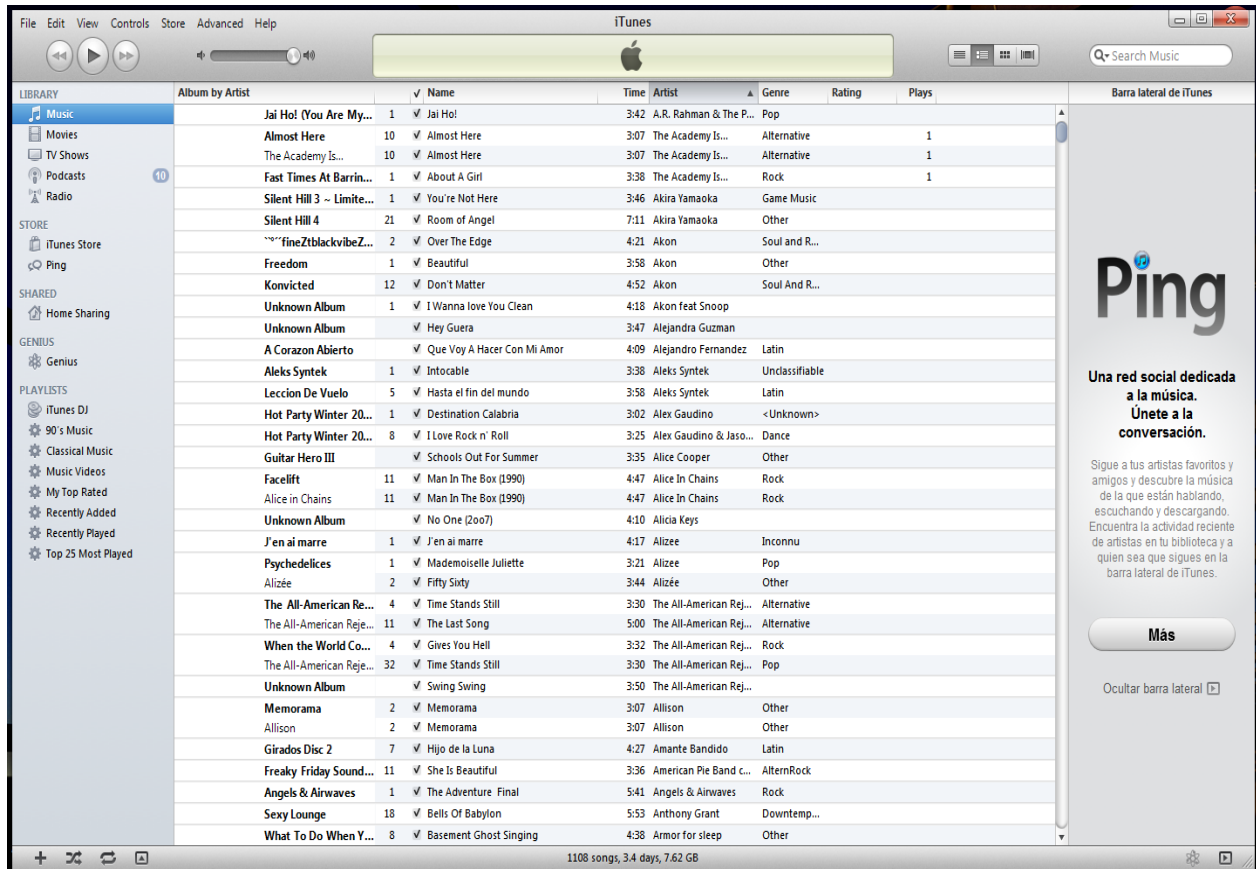 File Edit View Controls Store Advanced Help
iTunes
Search Music
LIBRARY
Music
Movies
TV Shows
Podcasts 10
Radio
STORE
iTunes Store
Ping
SHARED
Home Sharing
GENIUS
Genius
PLAYLISTS
iTunes DJ
90's Music
Classical Music
Music Videos
My Top Rated
Recently Added
Recently Played
Top 25 Most Played
Album by Artist √ Name Time Artist Genre Rating Plays
Jai Ho! (You Are My... 1 Jai Ho! 3:42 A.R. Rahman & The P... Pop
Almost Here 10 Almost Here 3:07 The Academy Is... Alternative 1
The Academy Is... 10 Almost Here 3:07 The Academy Is... Alternative 1
Fast Times At Barrin... 1 About A Girl 3:38 The Academy Is... Rock 1
Silent Hill 3 ~ Limite... 1 You're Not Here 3:46 Akira Yamaoka Game Music
Silent Hill 4 21 Room of Angel 7:11 Akira Yamaoka Other
fineZtblackvibeZ... 2 Over The Edge 4:21 Akon Soul and R...
Freedom 1 Beautiful 3:58 Akon Other
Konvicted 12 Don't Matter 4:52 Akon Soul And R...
Unknown Album 1 I Wanna love You Clean 4:18 Akon feat Snoop
Unknown Album Hey Guera 3:47 Alejandra Guzman
A Corazon Abierto Que Voy A Hacer Con Mi Amor 4:09 Alejandro Fernandez Latin
Aleks Syntek 1 Intocable 3:38 Aleks Syntek Unclassifiable
Leccion De Vuelo 5 Hasta el fin del mundo 3:58 Aleks Syntek Latin
Hot Party Winter 20... 1 Destination Calabria 3:02 Alex Gaudino <Unknown>
Hot Party Winter 20... 8 I Love Rock n' Roll 3:25 Alex Gaudino & Jaso... Dance
Guitar Hero III Schools Out For Summer 3:35 Alice Cooper Other
Facelift 11 Man In The Box (1990) 4:47 Alice In Chains Rock
Alice in Chains 11 Man In The Box (1990) 4:47 Alice In Chains Rock
Unknown Album No One (2oo7) 4:10 Alicia Keys
J'en ai marre 1 J'en ai marre 4:17 Alizee Inconnu
Psychedelices 1 Mademoiselle Juliette 3:21 Alizee Pop
Alizée 2 Fifty Sixty 3:44 Alizée Other
The All-American Re... 4 Time Stands Still 3:30 The All-American Rej... Alternative
The All-American Reje... 11 The Last Song 5:00 The All-American Rej... Alternative
When the World Co... 4 Gives You Hell 3:32 The All-American Rej... Rock
The All-American Reje... 32 Time Stands Still 3:30 The All-American Rej... Pop
Unknown Album Swing Swing 3:50 The All-American Rej...
Memorama 2 Memorama 3:07 Allison Other
Allison 2 Memorama 3:07 Allison Other
Girados Disc 2 7 Hijo de la Luna 4:27 Amante Bandido Latin
Freaky Friday Sound... 11 She Is Beautiful 3:36 American Pie Band c... AlternRock
Angels & Airwaves 1 The Adventure Final 5:41 Angels & Airwaves Rock
Sexy Lounge 18 Bells Of Babylon 5:53 Anthony Grant Downtemp...
What To Do When Y... 8 Basement Ghost Singing 4:38 Armor for sleep Other
Barra lateral de iTunes
Ping
Una red social dedicada
a la música.
Únete a la
conversación.
Sigue a tus artistas favoritos y
amigos y descubre la música
de la que están hablando,
escuchando y descargando.
Encuentra la actividad reciente
de artistas en tu biblioteca y a
quien sea que sigues en la
barra lateral de iTunes.
Más
Ocultar barra lateral
1108 songs, 3.4 days, 7.62 GB